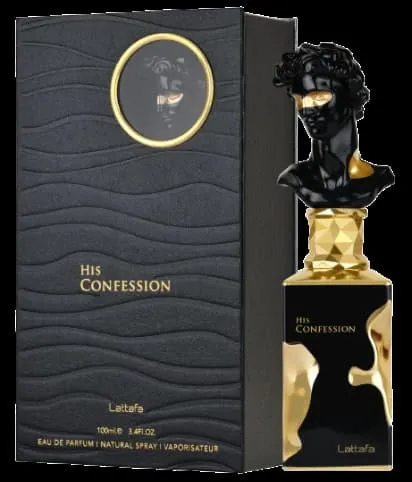 HIS
CONFESSION
Lattafa
100ml ℮ 3.4Fl.OZ.
EAU DE PARFUM I NATURAL SPRAY I VAPORISATEUR
HIS
CONFESSION
Lattafa